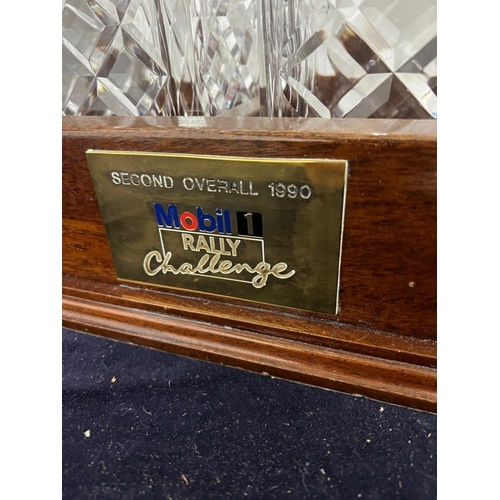 SECOND OVERALL 1990
Mobil 1
RALLY
Challenge